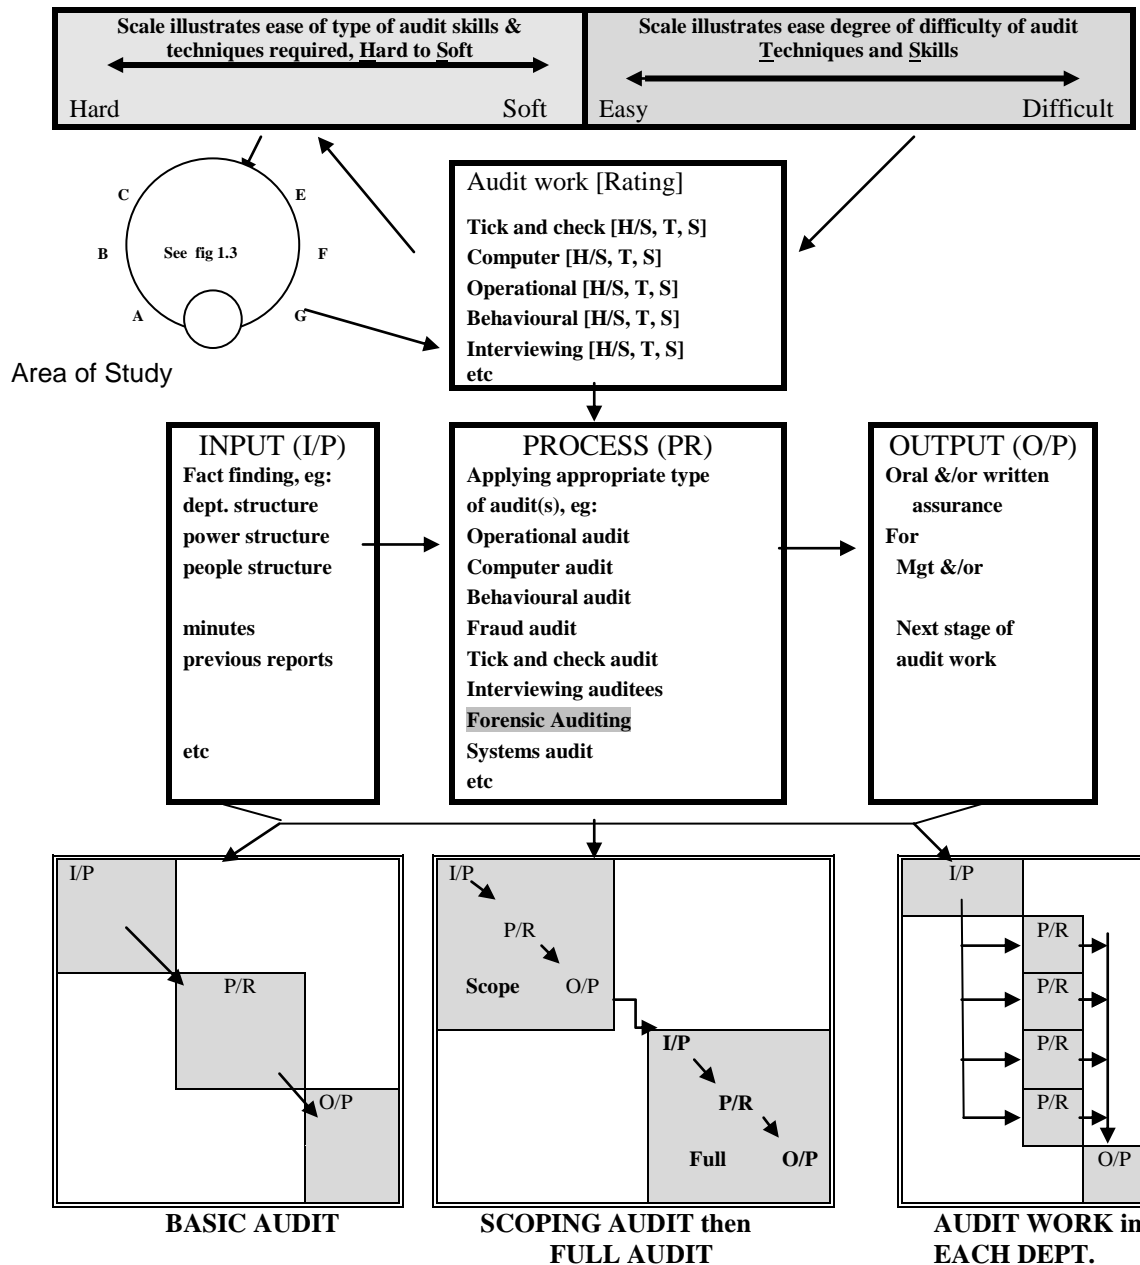 Scale illustrates ease of type of audit skills &
techniques required, Hard to Soft
Hard Soft
Scale illustrates ease degree of difficulty of audit
Techniques and Skills
Easy Difficult
C
E
B
See fig 1.3
F
A
G
Area of Study
Audit work [Rating]
Tick and check [H/S, T, S]
Computer [H/S, T, S]
Operational [H/S, T, S]
Behavioural [H/S, T, S]
Interviewing [H/S, T, S]
etc
INPUT (I/P)
Fact finding, eg:
dept. structure
power structure
people structure
minutes
previous reports
etc
PROCESS (PR)
Applying appropriate type
of audit(s), eg:
Operational audit
Computer audit
Behavioural audit
Fraud audit
Tick and check audit
Interviewing auditees
Forensic Auditing
Systems audit
etc
OUTPUT (O/P)
Oral &/or written
assurance
For
Mgt &/or
Next stage of
audit work
I/P
P/R
O/P
BASIC AUDIT
I/P
P/R
Scope O/P
I/P
P/R
Full O/P
SCOPING AUDIT then
FULL AUDIT
I/P
P/R
P/R
P/R
P/R
O/P
AUDIT WORK in
EACH DEPT.